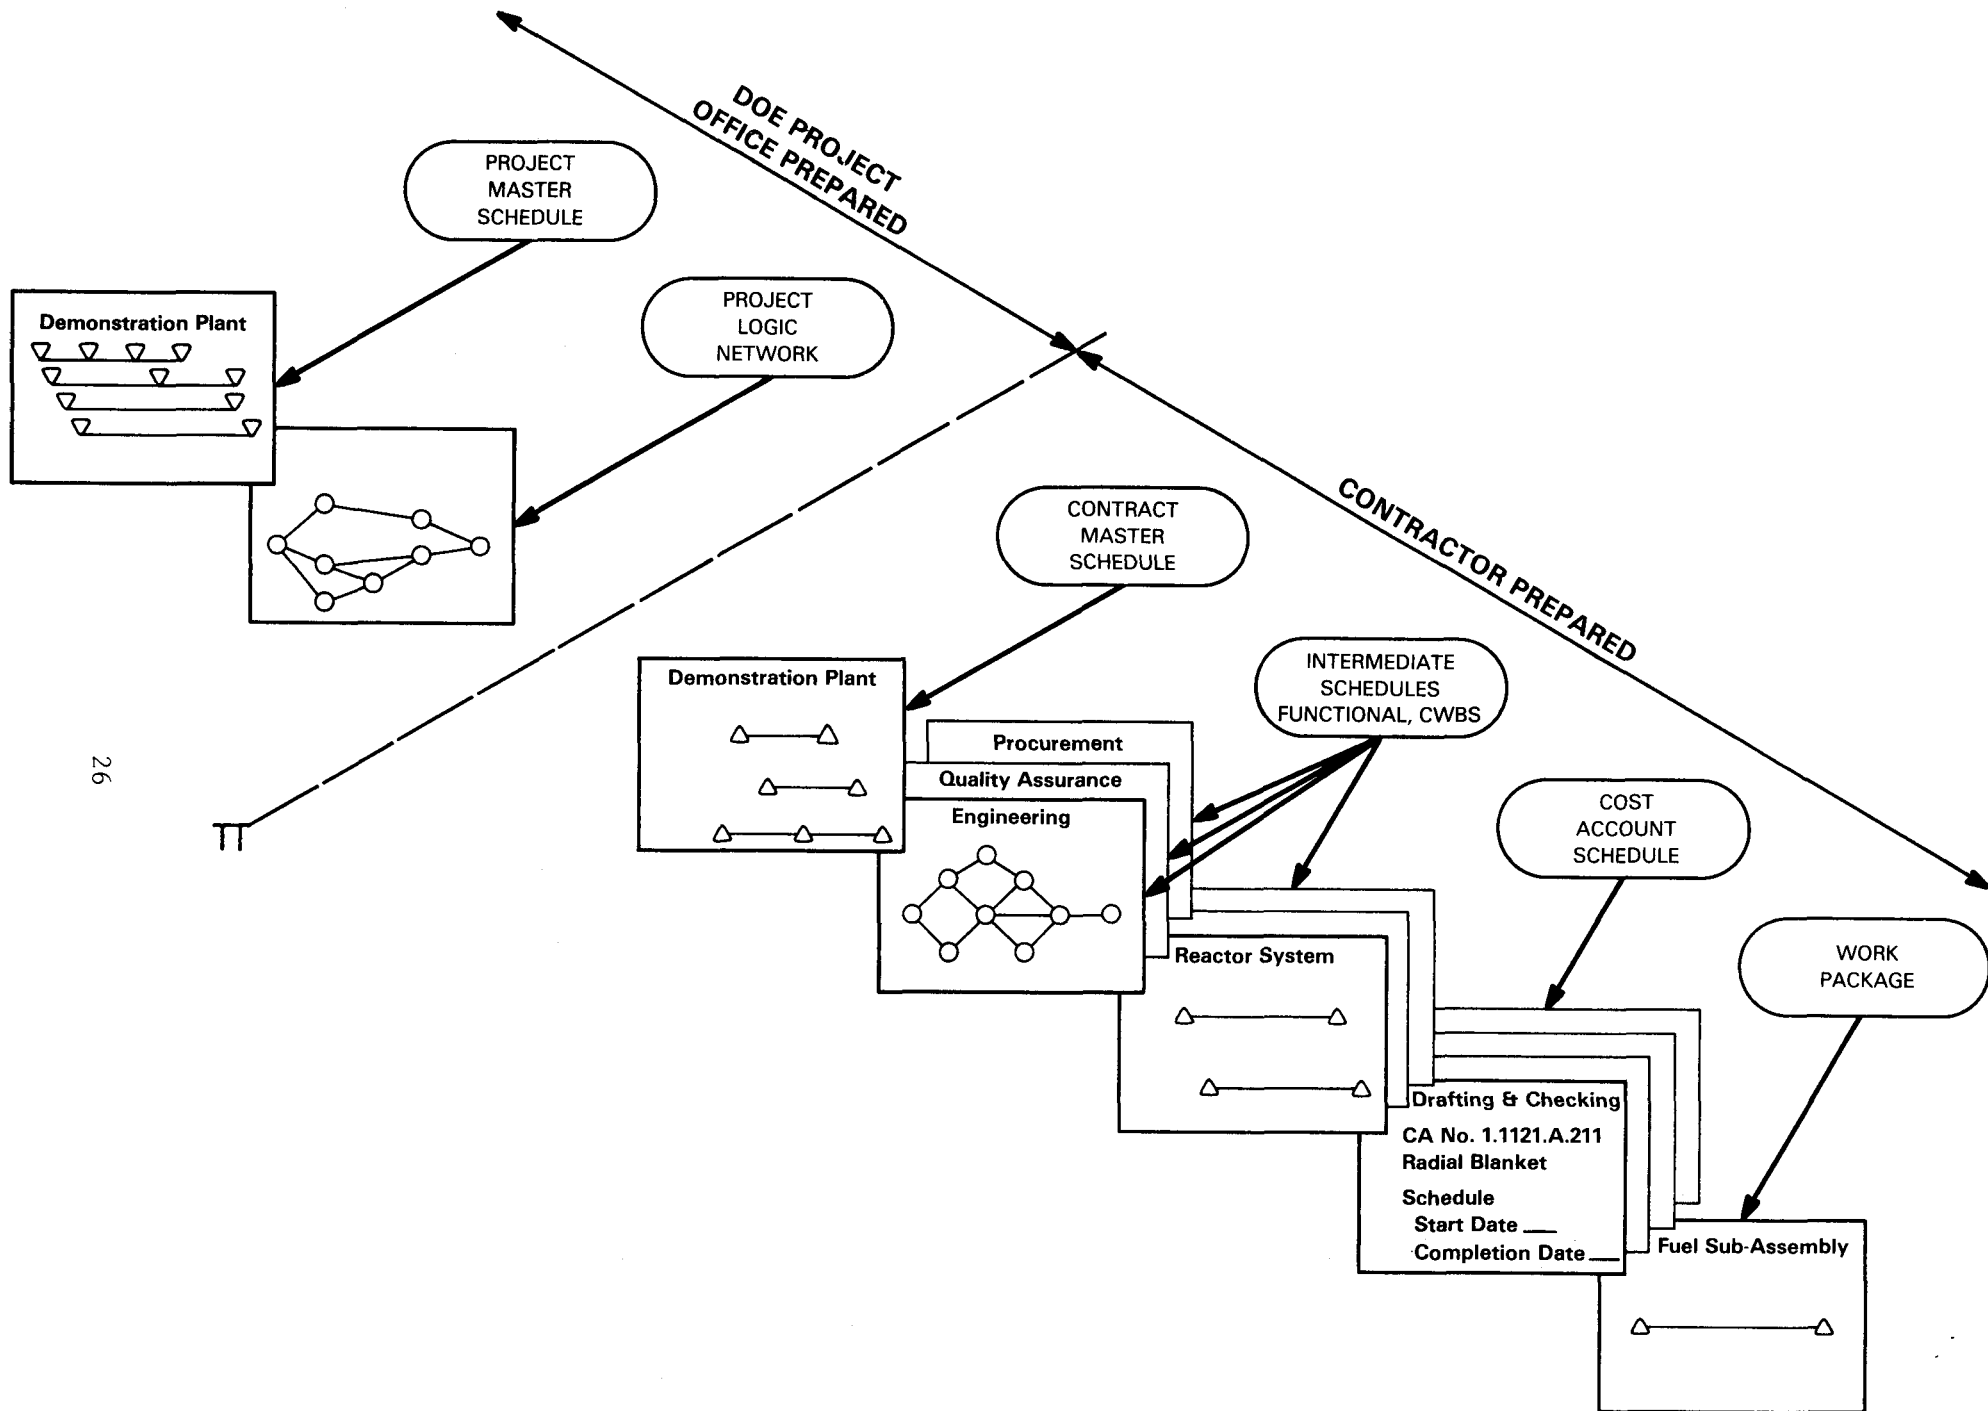 DOE PROJECT
OFFICE PREPARED
PROJECT
MASTER
SCHEDULE
PROJECT
LOGIC
NETWORK
Demonstration Plant
CONTRACTOR PREPARED
CONTRACT
MASTER
SCHEDULE
INTERMEDIATE
SCHEDULES
FUNCTIONAL, CWBS
Demonstration Plant
Procurement
Quality Assurance
Engineering
COST
ACCOUNT
SCHEDULE
WORK
PACKAGE
Reactor System
Drafting & Checking
CA No. 1.1121.A.211
Radial Blanket
Schedule
Start Date ___
Completion Date ___
Fuel Sub-Assembly
26